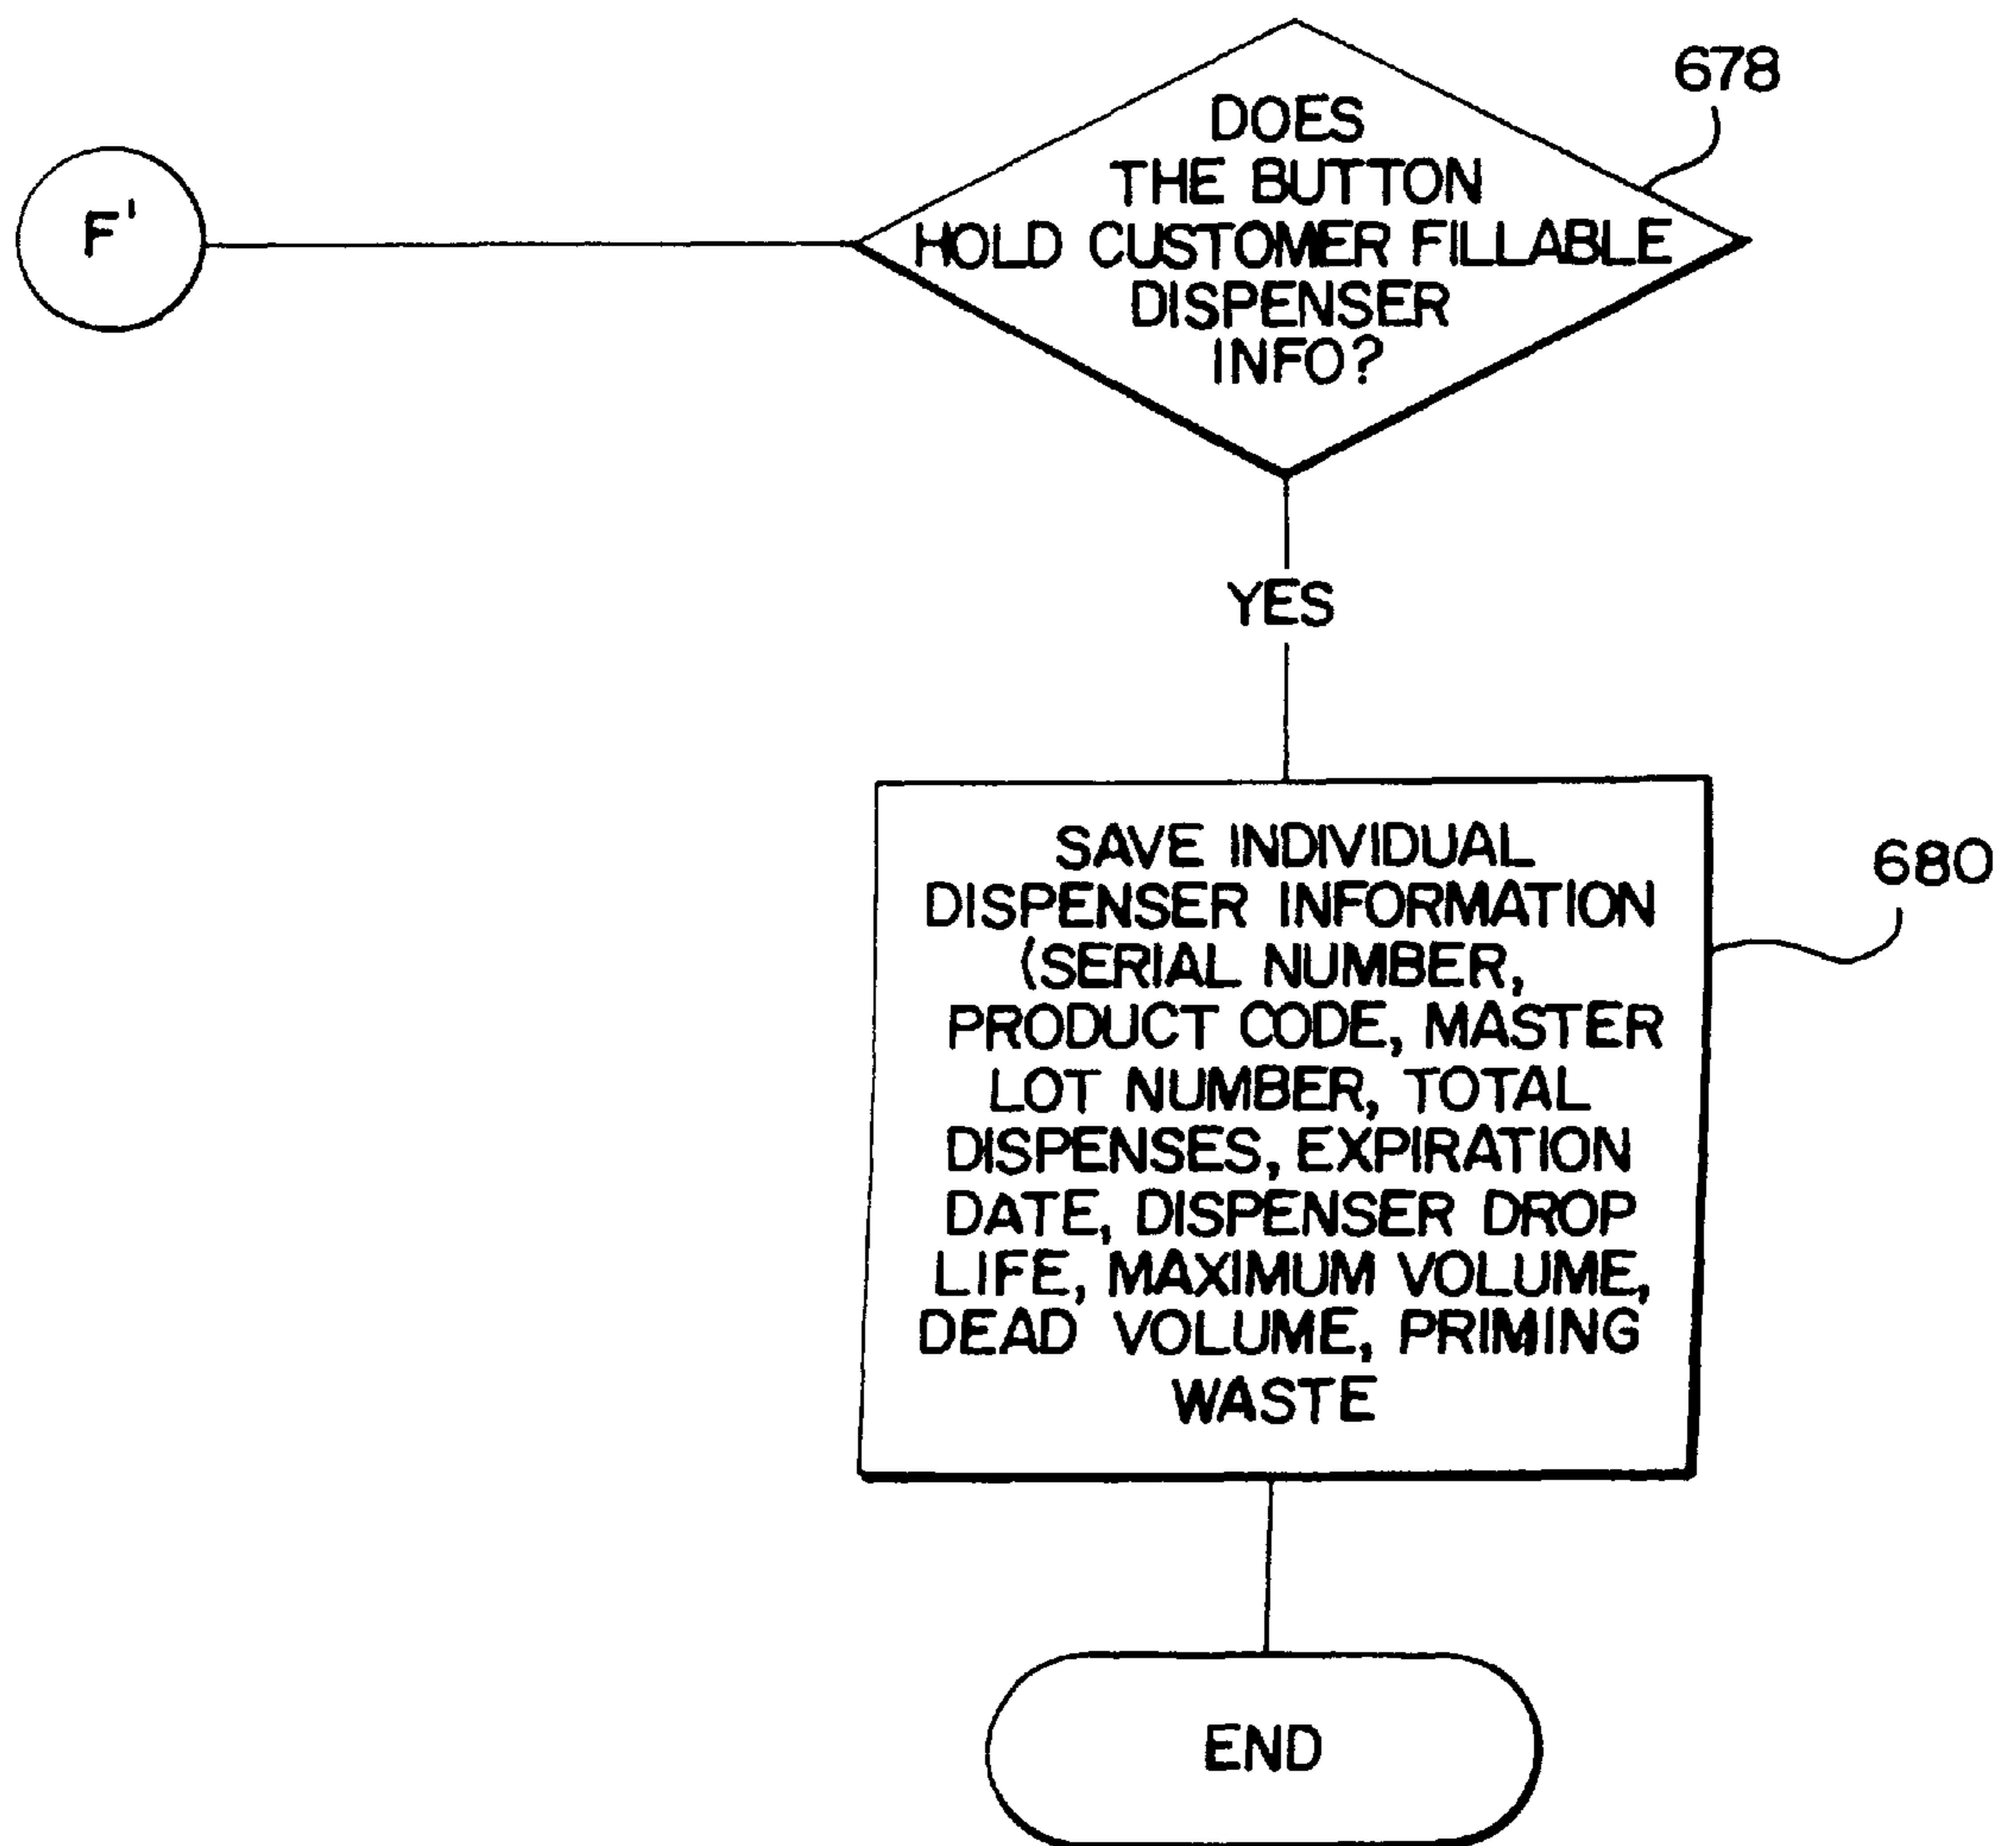 678
DOES
THE BUTTON
HOLD CUSTOMER FILLABLE
DISPENSER
INFO?
F'
YES
SAVE INDIVIDUAL
DISPENSER INFORMATION
(SERIAL NUMBER,
PRODUCT CODE, MASTER
LOT NUMBER, TOTAL
DISPENSES, EXPIRATION
DATE, DISPENSER DROP
LIFE, MAXIMUM VOLUME,
DEAD VOLUME, PRIMING
WASTE
680
END